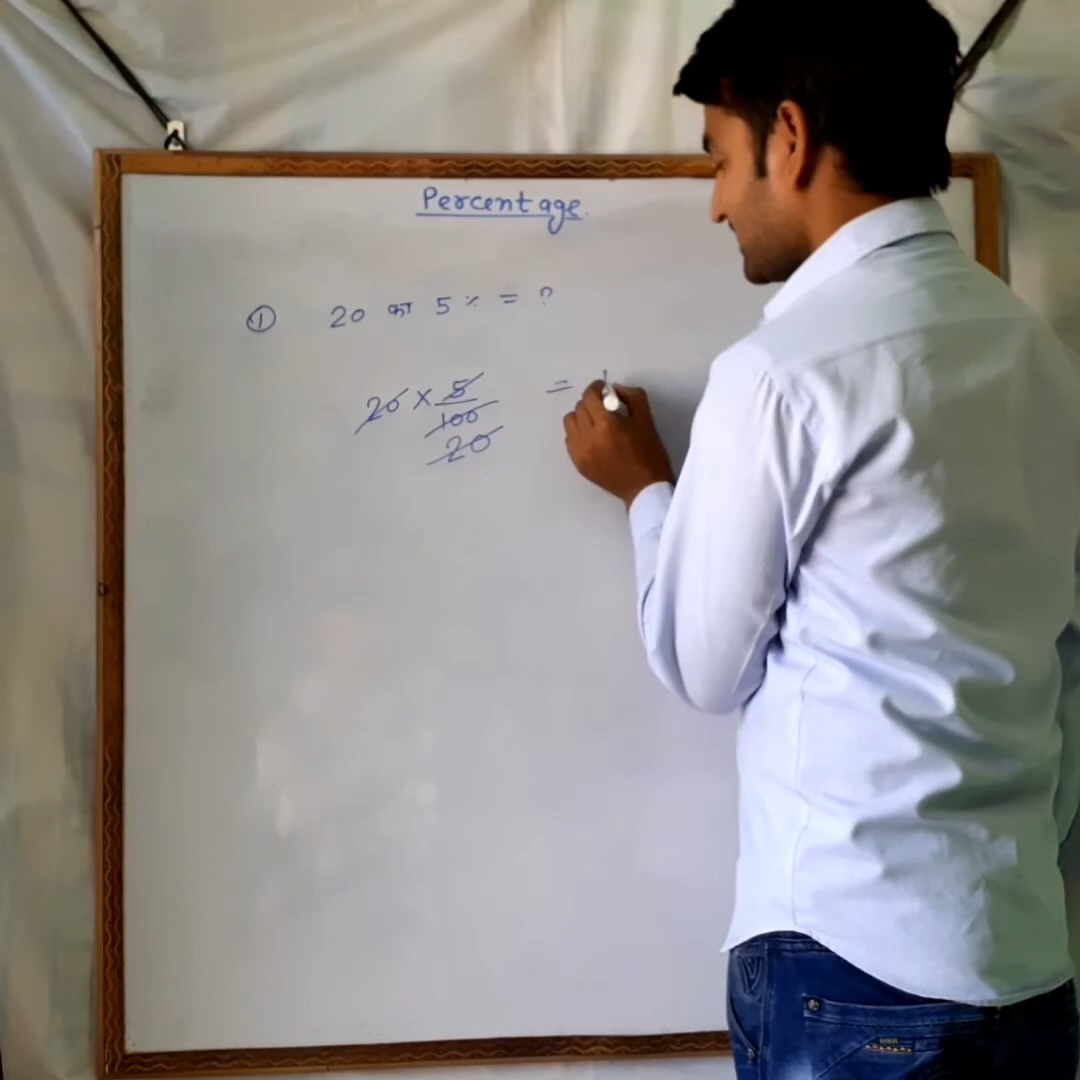 Percentage
① 20 का 5% = ?
20 × 5/100 =
20